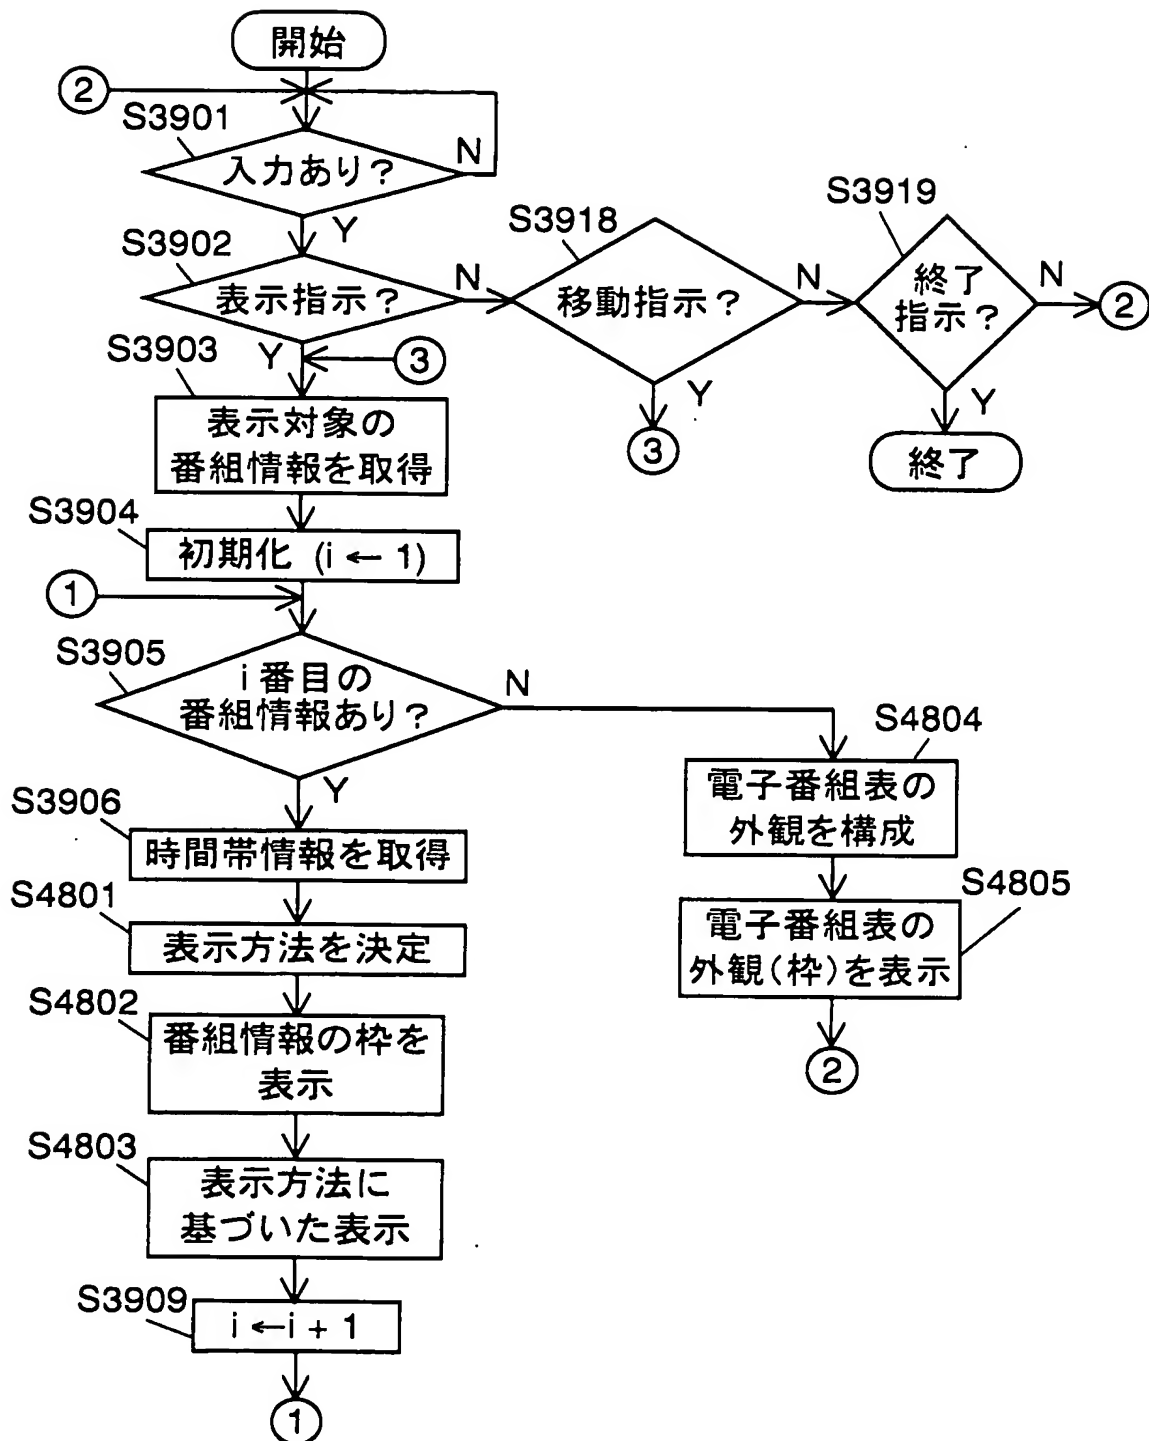 開始
②
S3901
入力あり？
N
Y
S3902
表示指示？
N
S3918
移動指示？
N
S3919
終了
指示？
N
②
Y
③
Y
③
Y
終了
S3903
表示対象の
番組情報を取得
S3904
初期化 (i ← 1)
①
S3905
i 番目の
番組情報あり？
N
Y
S3906
時間帯情報を取得
S4801
表示方法を決定
S4802
番組情報の枠を
表示
S4803
表示方法に
基づいた表示
S3909
i ← i + 1
①
S4804
電子番組表の
外観を構成
S4805
電子番組表の
外観(枠)を表示
②